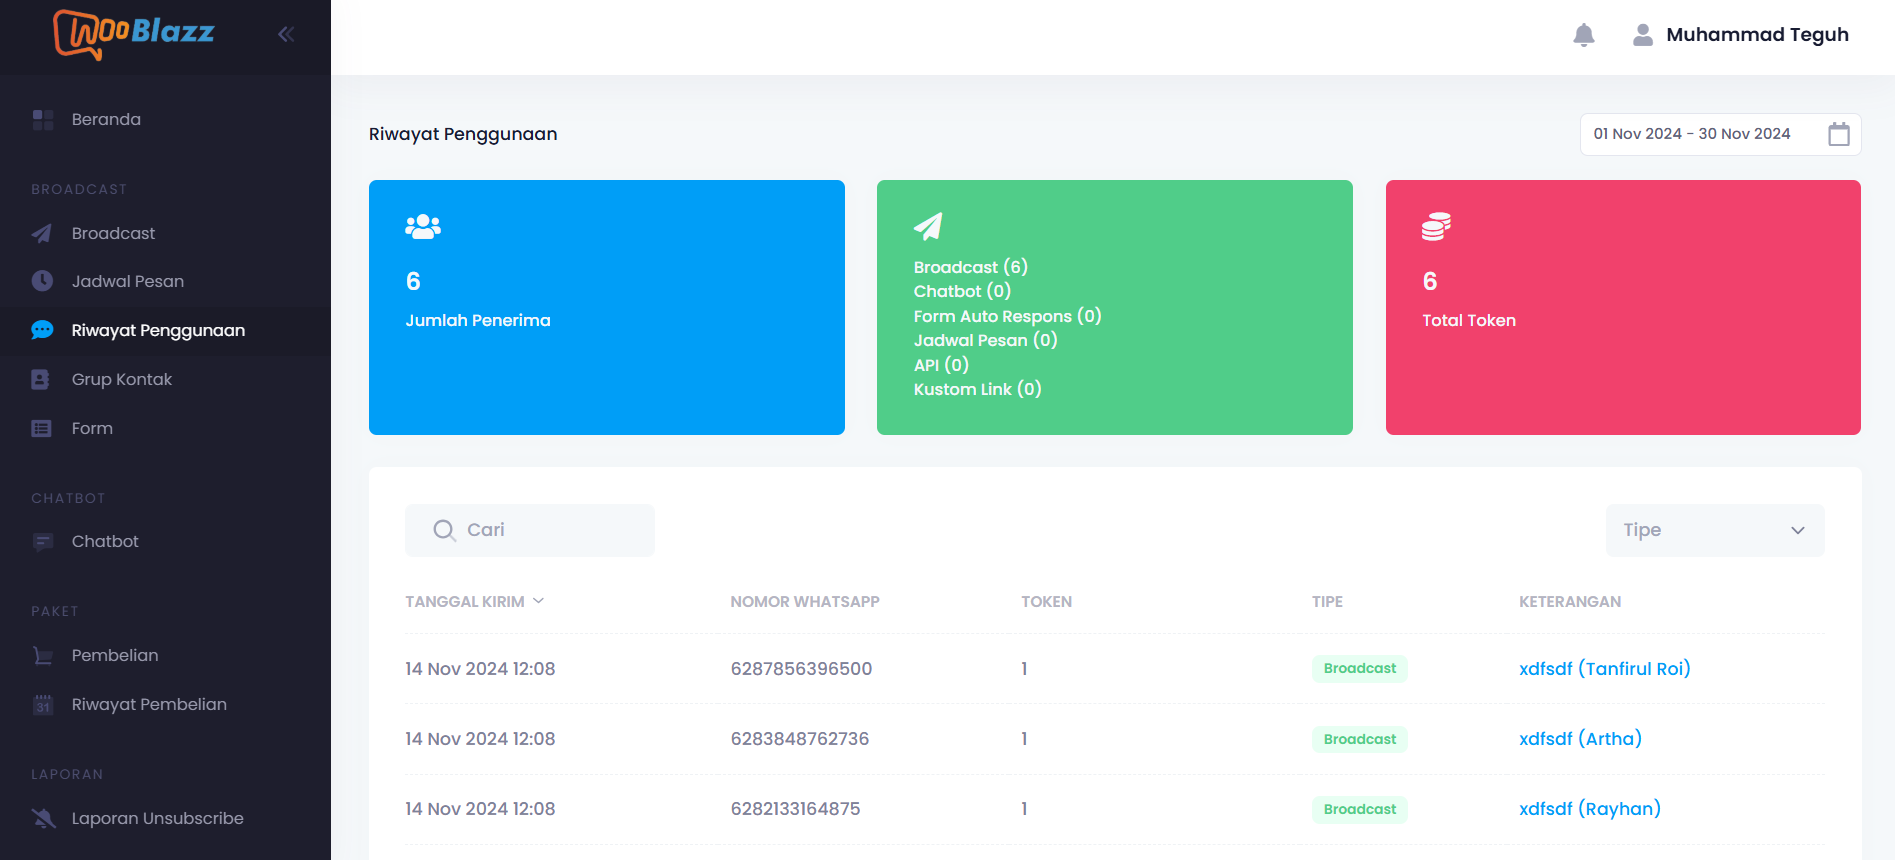 WOO Blazz
Muhammad Teguh
Beranda
BROADCAST
Broadcast
Jadwal Pesan
Riwayat Penggunaan
Grup Kontak
Form
CHATBOT
Chatbot
PAKET
Pembelian
31
Riwayat Pembelian
LAPORAN
Laporan Unsubscribe
Riwayat Penggunaan
01 Nov 2024 - 30 Nov 2024
6
Jumlah Penerima
Broadcast (6)
Chatbot (0)
Form Auto Respons (0)
Jadwal Pesan (0)
API (0)
Kustom Link (0)
6
Total Token
Cari
Tipe
TANGGAL KIRIM NOMOR WHATSAPP TOKEN TIPE KETERANGAN
14 Nov 2024 12:08 6287856396500 1 Broadcast xdfsdf (Tanfirul Roi)
14 Nov 2024 12:08 6283848762736 1 Broadcast xdfsdf (Artha)
14 Nov 2024 12:08 6282133164875 1 Broadcast xdfsdf (Rayhan)